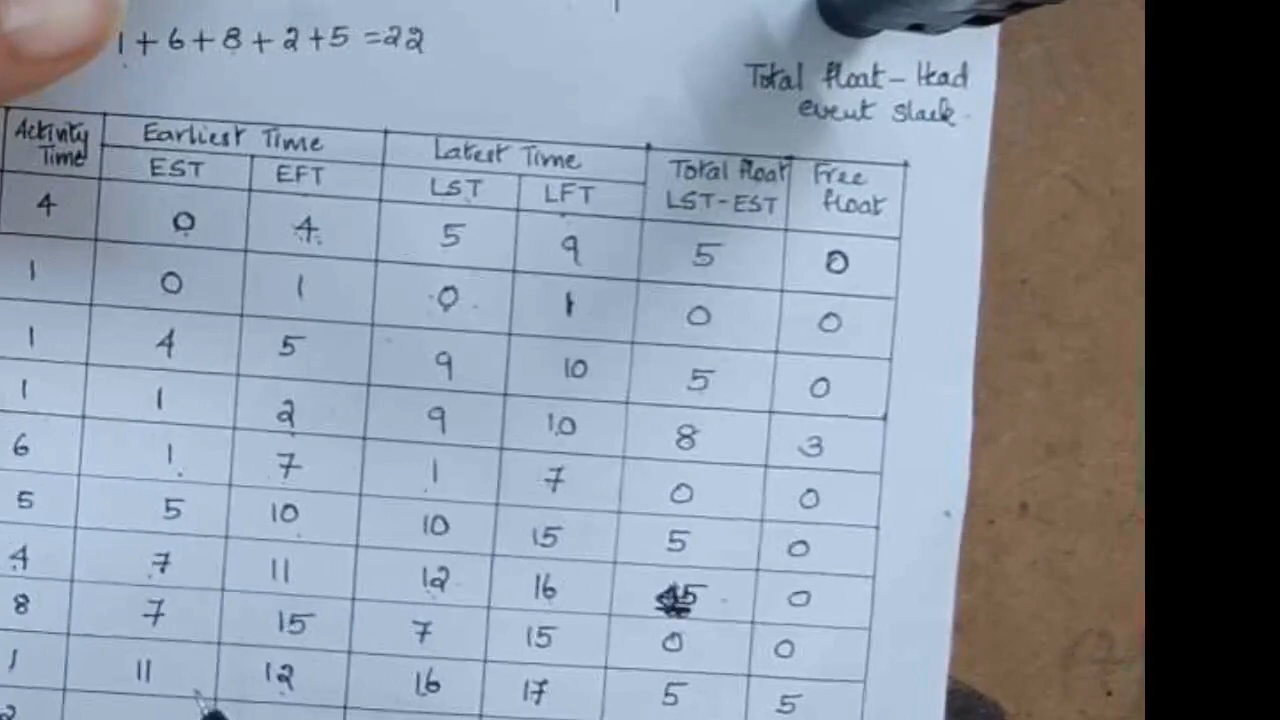 1+6+8+2+5 =22
Total float - Head
event slack.
Activity Time Earliest Time Latest Time Total float LST-EST Free float
EST EFT LST LFT
4 0 4 5 9 5 0
1 0 1 0 1 0 0
1 4 5 9 10 5 0
1 1 2 9 10 8 3
6 1 7 1 7 0 0
5 5 10 10 15 5 0
4 7 11 12 16 5 0
8 7 15 7 15 0 0
1 11 12 16 17 5 5
2